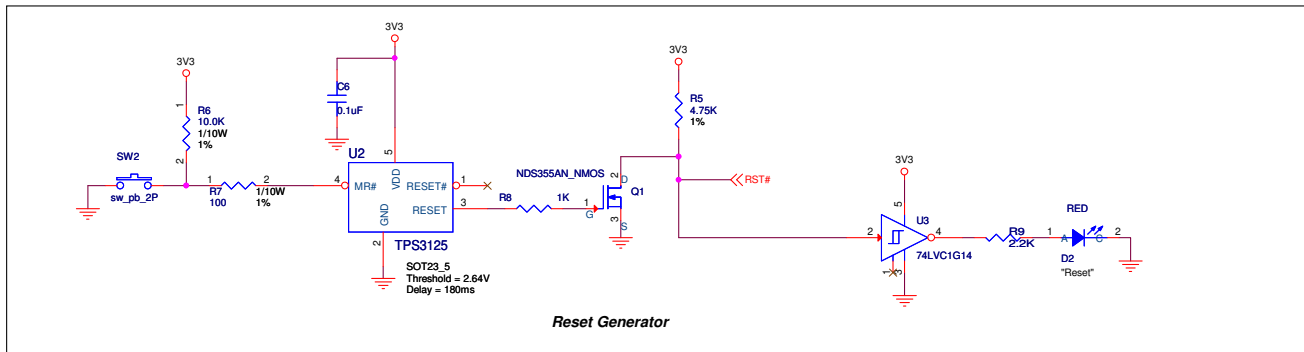 3V3
3V3
3V3
3V3
C6
0.1uF
R6
10.0K
1/10W
1%
1
2
SW2
sw_pb_2P
1
2
R7
100
1/10W
1%
U2
4
MR#
VDD
5
RESET#
1
RESET
3
GND
2
TPS3125
SOT23_5
Threshold = 2.64V
Delay = 180ms
R8
1K
NDS355AN_NMOS
1
G
2
D
3
S
Q1
R5
4.75K
1%
RST#
U3
5
2
4
1
3
74LVC1G14
R9
2.2K
RED
1
A
C
2
D2
"Reset"
Reset Generator